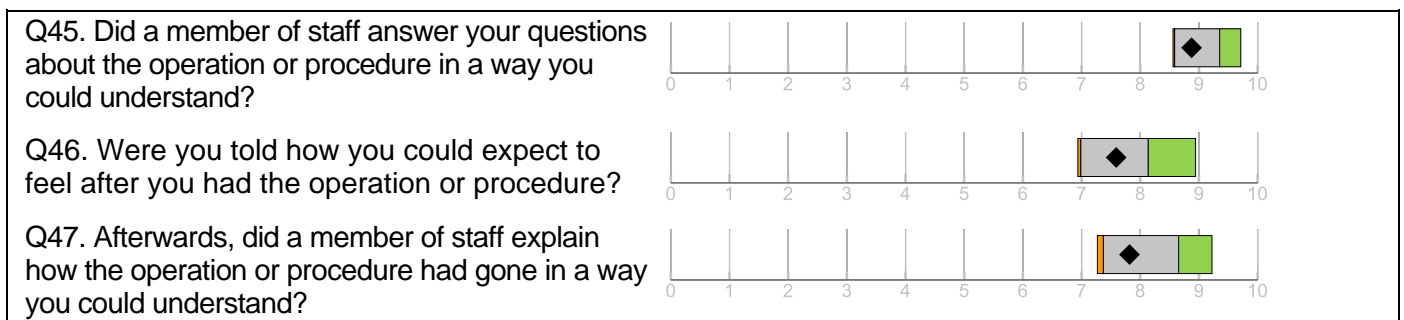 Q45. Did a member of staff answer your questions
about the operation or procedure in a way you
could understand?
0 1 2 3 4 5 6 7 8 9 10
Q46. Were you told how you could expect to
feel after you had the operation or procedure?
0 1 2 3 4 5 6 7 8 9 10
Q47. Afterwards, did a member of staff explain
how the operation or procedure had gone in a way
you could understand?
0 1 2 3 4 5 6 7 8 9 10